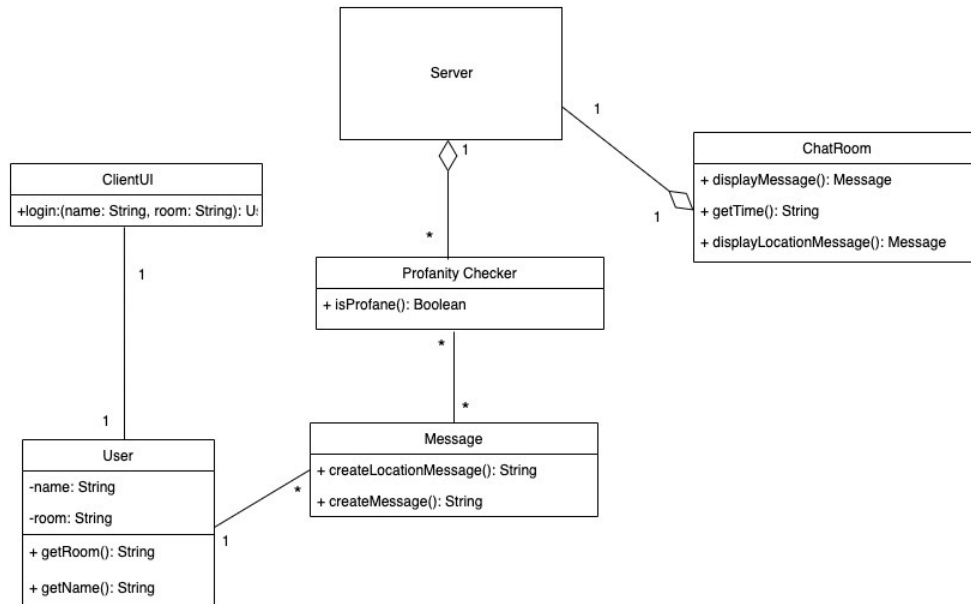 Server
1
1
ChatRoom
+ displayMessage(): Message
+ getTime(): String
1
+ displayLocationMessage(): Message
ClientUI
+login:(name: String, room: String): U
*
Profanity Checker
+ isProfane(): Boolean
1
*
*
1
Message
+ createLocationMessage(): String
+ createMessage(): String
*
User
-name: String
-room: String
1
+ getRoom(): String
+ getName(): String